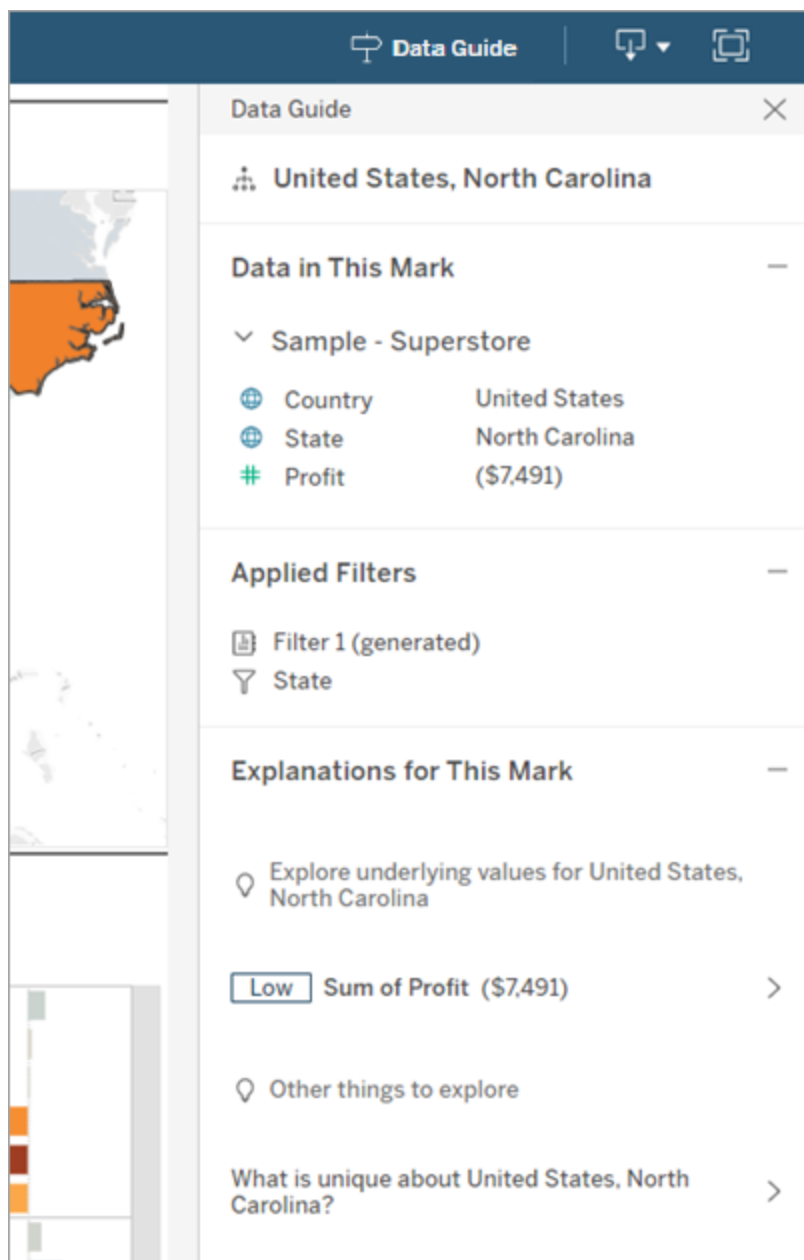 Data Guide
Data Guide
United States, North Carolina
Data in This Mark
Sample - Superstore
Country United States
State North Carolina
Profit ($7,491)
Applied Filters
Filter 1 (generated)
State
Explanations for This Mark
Explore underlying values for United States,
North Carolina
Low Sum of Profit ($7,491)
Other things to explore
What is unique about United States, North
Carolina?